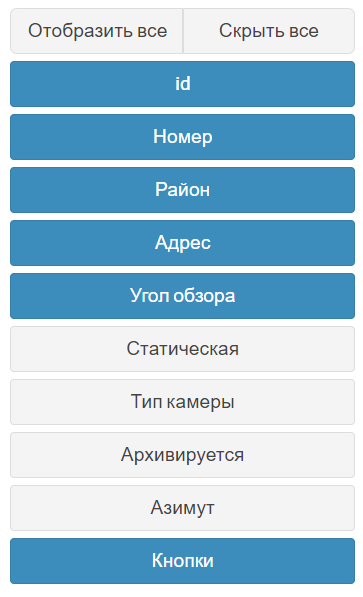 Отобразить все Скрыть все
id
Номер
Район
Адрес
Угол обзора
Статическая
Тип камеры
Архивируется
Азимут
Кнопки